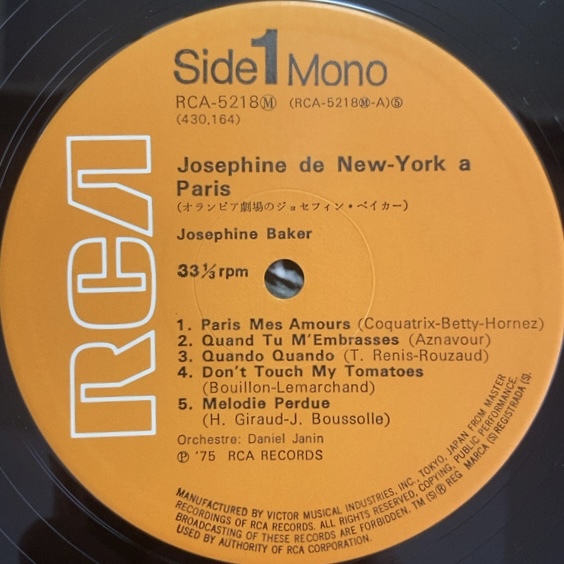 Side 1 Mono
RCA-5218Ⓜ (RCA-5218Ⓜ-A)⑤
(430,164)
Josephine de New-York a
Paris
(オランピア劇場のジョセフィン・ベイカー)
Josephine Baker
33⅓rpm
1. Paris Mes Amours (Coquatrix-Betty-Hornez)
2. Quand Tu M'Embrasses (Aznavour)
3. Quando Quando (T. Renis-Rouzaud)
4. Don't Touch My Tomatoes
(Bouillon-Lemarchand)
5. Melodie Perdue
(H. Giraud-J. Boussolle)
Orchestre: Daniel Janin
Ⓟ '75 RCA RECORDS
RCA
MANUFACTURED BY VICTOR MUSICAL INDUSTRIES, INC., TOKYO, JAPAN FROM MASTER
RECORDINGS OF RCA RECORDS. ALL RIGHTS RESERVED, COPYING, PUBLIC PERFORMANCE,
BROADCASTING OF THESE RECORDS ARE FORBIDDEN. TM (S)® REG MARCA (S) REGISTRADA (S).
USED BY AUTHORITY OF RCA CORPORATION.